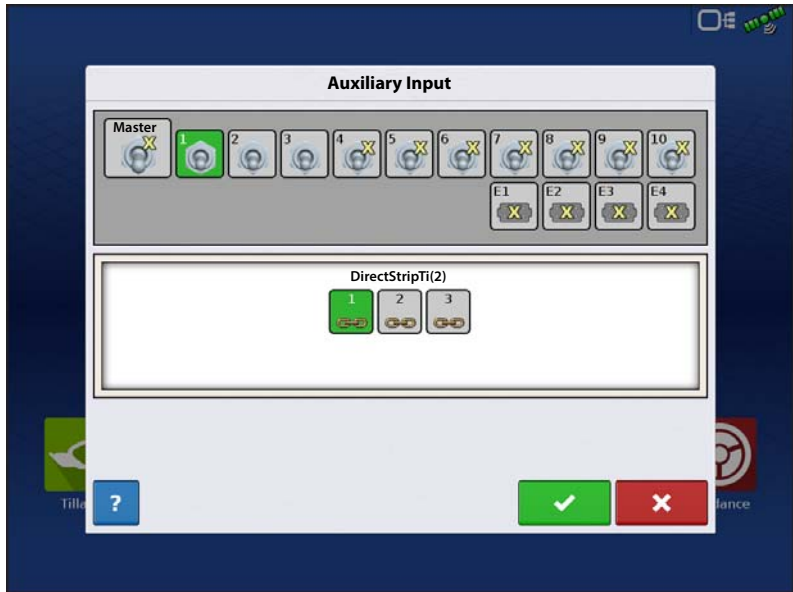 Auxiliary Input
Master 1 2 3 4 5 6 7 8 9 10
E1 E2 E3 E4
DirectStripTi(2)
1 2 3
Tilla
dance
?